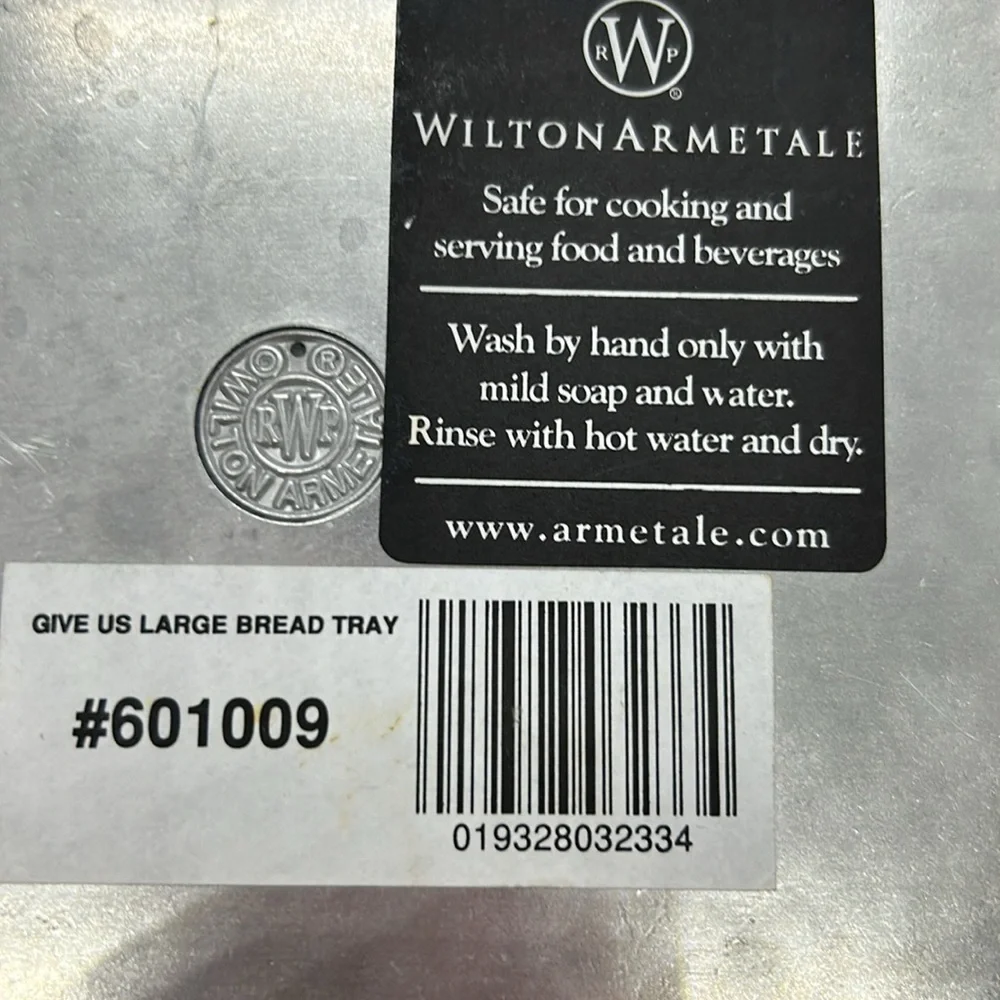 R W P
®
WILTONARMETALE
Safe for cooking and
serving food and beverages
Wash by hand only with
mild soap and water.
Rinse with hot water and dry.
www.armetale.com
©WILTON ARMETALE®
RWP
GIVE US LARGE BREAD TRAY
#601009
019328032334